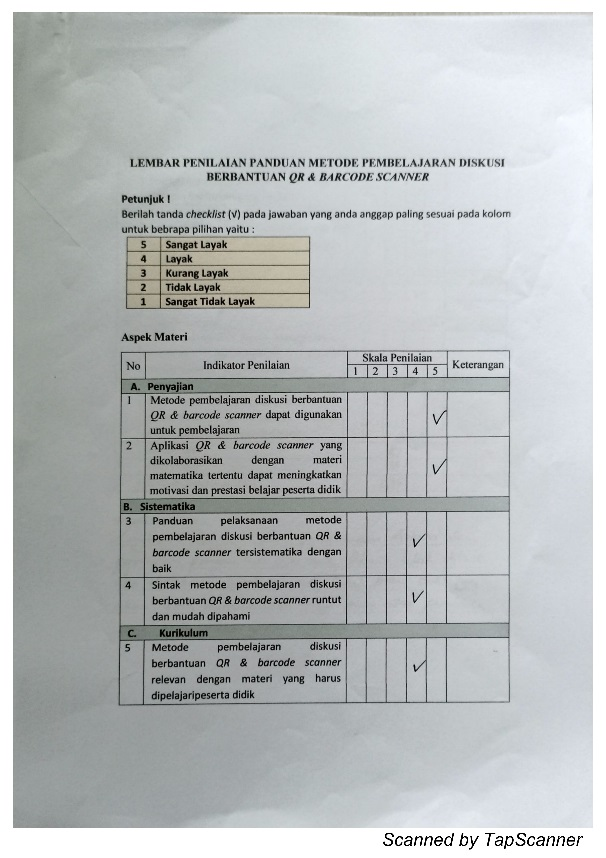 LEMBAR PENILAIAN PANDUAN METODE PEMBELAJARAN DISKUSI
BERBANTUAN QR & BARCODE SCANNER
Petunjuk !
Berilah tanda checklist (√) pada jawaban yang anda anggap paling sesuai pada kolom
untuk bebrapa pilihan yaitu :
5 Sangat Layak
4 Layak
3 Kurang Layak
2 Tidak Layak
1 Sangat Tidak Layak
Aspek Materi
No Indikator Penilaian Skala Penilaian Keterangan
1 2 3 4 5
A. Penyajian
1 Metode pembelajaran diskusi berbantuan
QR & barcode scanner dapat digunakan
untuk pembelajaran √
2 Aplikasi QR & barcode scanner yang
dikolaborasikan dengan materi
matematika tertentu dapat meningkatkan
motivasi dan prestasi belajar peserta didik √
B. Sistematika
3 Panduan pelaksanaan metode
pembelajaran diskusi berbantuan QR &
barcode scanner tersistematika dengan
baik √
4 Sintak metode pembelajaran diskusi
berbantuan QR & barcode scanner runtut
dan mudah dipahami √
C. Kurikulum
5 Metode pembelajaran diskusi
berbantuan QR & barcode scanner
relevan dengan materi yang harus
dipelajaripeserta didik √
Scanned by TapScanner